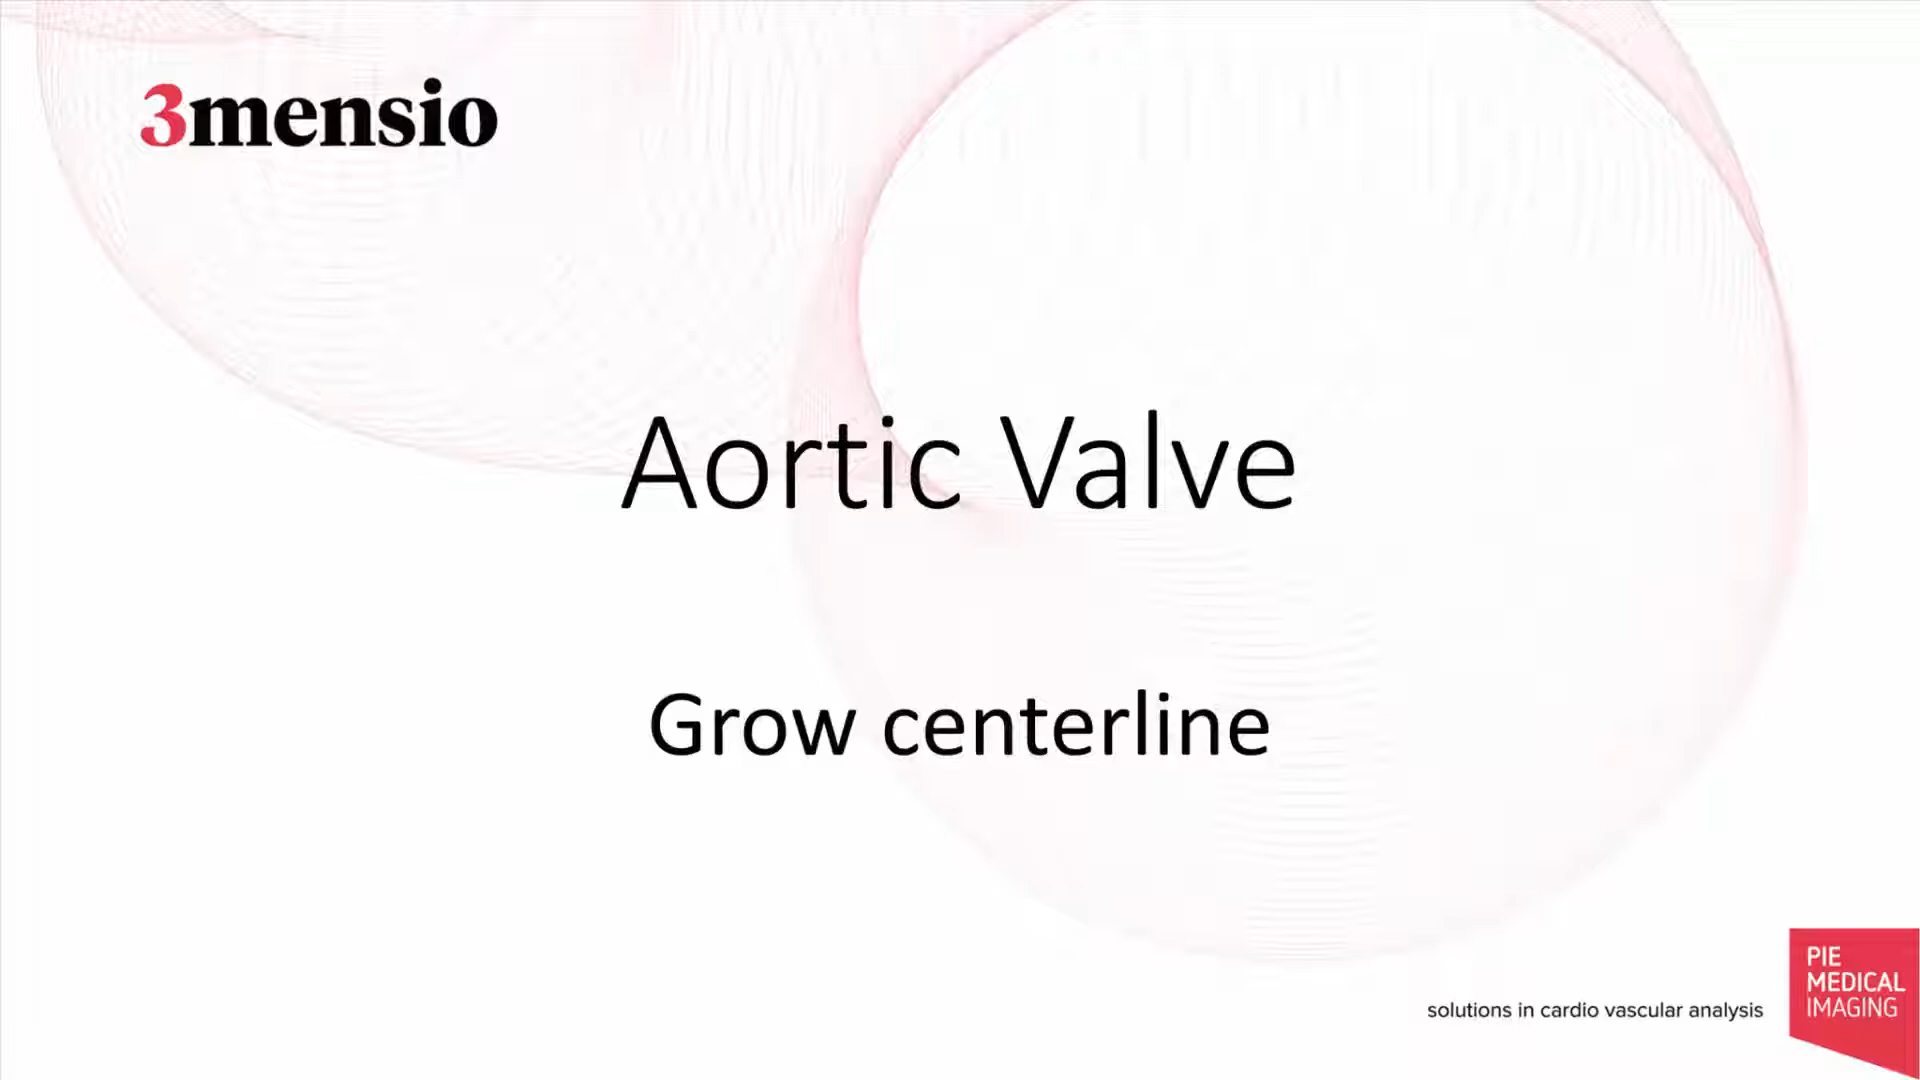 3mensio
Aortic Valve
Grow centerline
solutions in cardio vascular analysis
PIE
MEDICAL
IMAGING